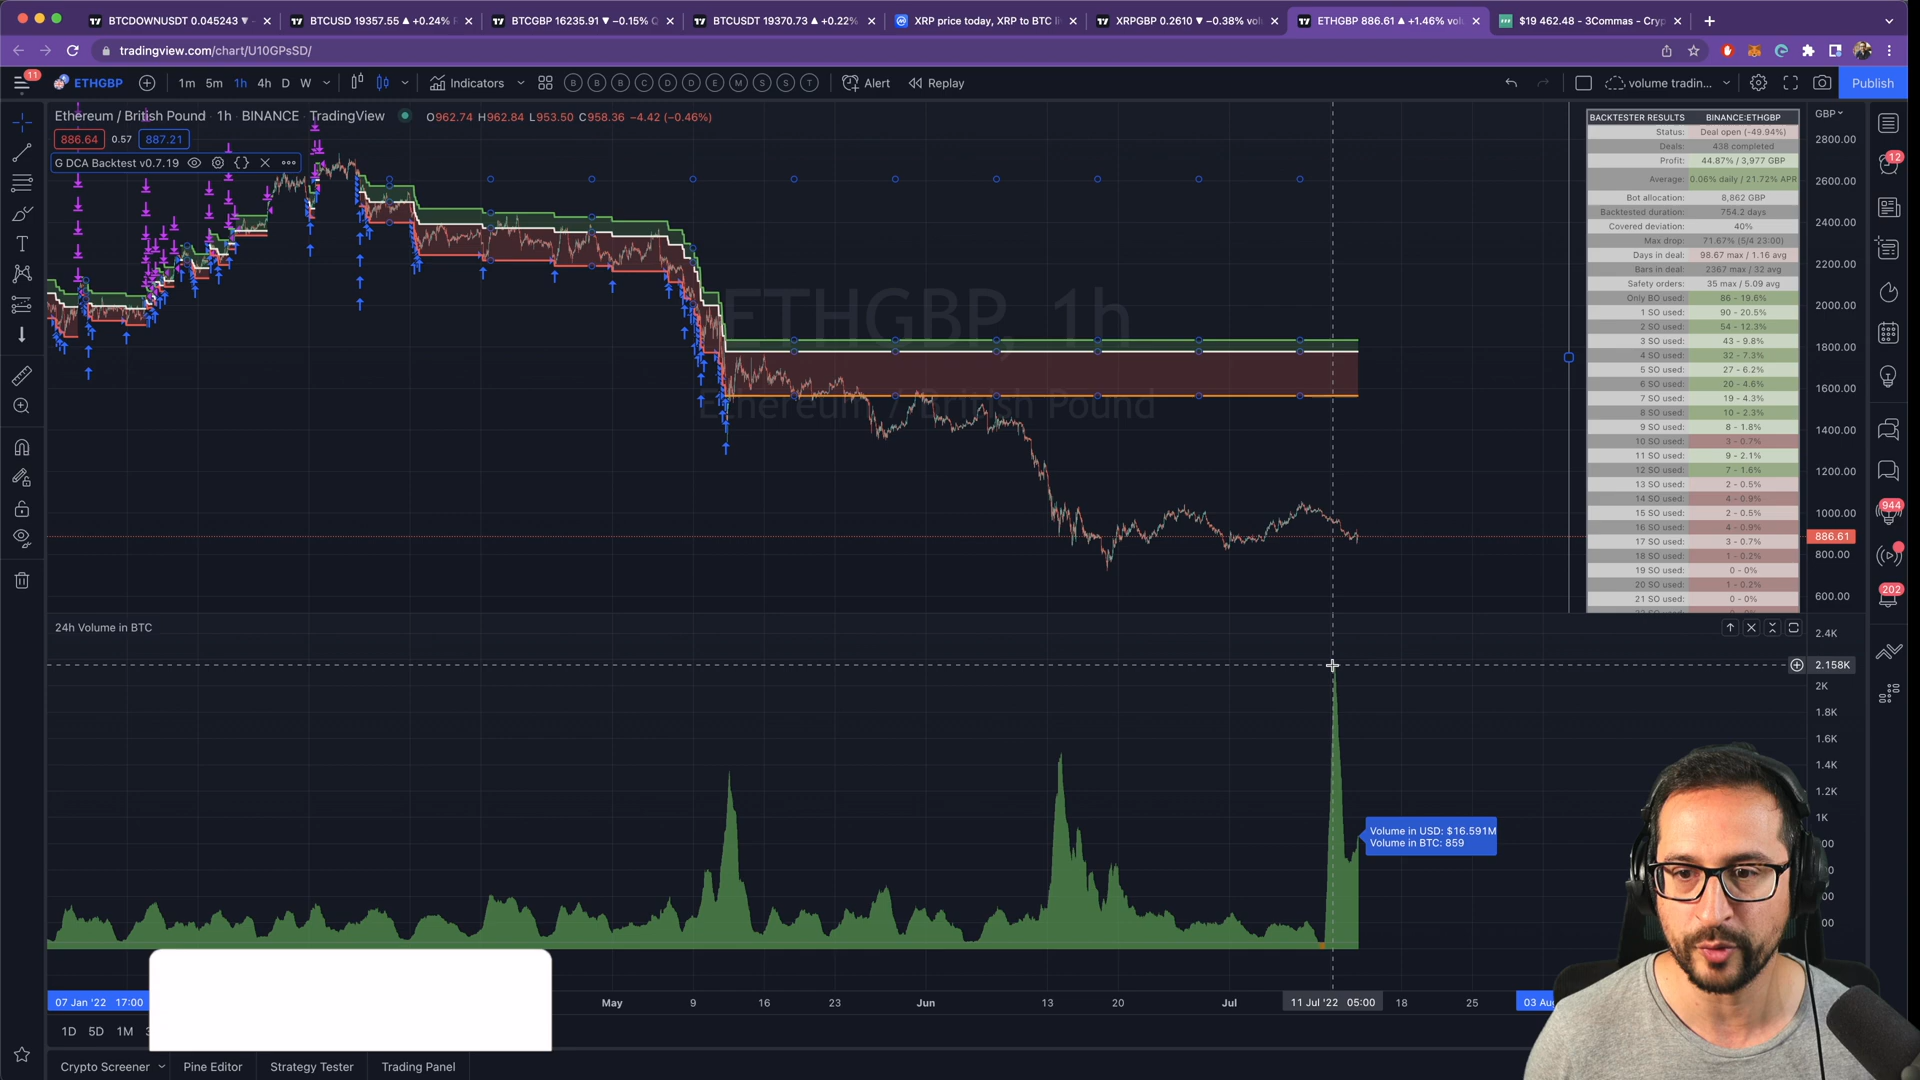 BTCDOWNUSDT 0.045243 ▼
BTCUSD 19357.55 ▲ +0.24%
BTCGBP 16235.91 ▼ −0.15%
BTCUSDT 19370.73 ▲ +0.22%
XRP price today, XRP to BTC li
XRPGBP 0.2610 ▼ −0.38% vol
ETHGBP 886.61 ▲ +1.46% vol
$19 462.48 - 3Commas - Cryp
tradingview.com/chart/U10GPsSD/
11
ETHGBP
1m 5m 1h 4h D W
Indicators
B B B C D D E M S S T
Alert
Replay
volume tradin...
Publish
Ethereum / British Pound · 1h · BINANCE · TradingView
O962.74 H962.84 L953.50 C958.36 −4.42 (−0.46%)
886.64 0.57 887.21
G DCA Backtest v0.7.19
ETHGBP, 1h
Ethereum / British Pound
BACKTESTER RESULTS BINANCE:ETHGBP
Status: Deal open (-49.94%)
Deals: 438 completed
Profit: 44.87% / 3,977 GBP
Average: 0.06% daily / 21.72% APR
Bot allocation: 8,862 GBP
Backtested duration: 754.2 days
Covered deviation: 40%
Max drop: 71.67% (5/4 23:00)
Days in deal: 98.67 max / 1.16 avg
Bars in deal: 2367 max / 32 avg
Safety orders: 35 max / 5.09 avg
Only BO used: 86 - 19.6%
1 SO used: 90 - 20.5%
2 SO used: 54 - 12.3%
3 SO used: 43 - 9.8%
4 SO used: 32 - 7.3%
5 SO used: 27 - 6.2%
6 SO used: 20 - 4.6%
7 SO used: 19 - 4.3%
8 SO used: 10 - 2.3%
9 SO used: 8 - 1.8%
10 SO used: 3 - 0.7%
11 SO used: 9 - 2.1%
12 SO used: 7 - 1.6%
13 SO used: 2 - 0.5%
14 SO used: 4 - 0.9%
15 SO used: 2 - 0.5%
16 SO used: 4 - 0.9%
17 SO used: 3 - 0.7%
18 SO used: 1 - 0.2%
19 SO used: 0 - 0%
20 SO used: 1 - 0.2%
21 SO used: 0 - 0%
GBP
2800.00
2600.00
2400.00
2200.00
2000.00
1800.00
1600.00
1400.00
1200.00
1000.00
886.61
800.00
600.00
12
944
202
24h Volume in BTC
2.4K
2.158K
2K
1.8K
1.6K
1.4K
1.2K
1K
Volume in USD: $16.591M
Volume in BTC: 859
07 Jan '22 17:00
May 9 16 23 Jun 13 20 Jul
11 Jul '22 05:00
18 25
03 Aug
1D 5D 1M
Crypto Screener
Pine Editor
Strategy Tester
Trading Panel